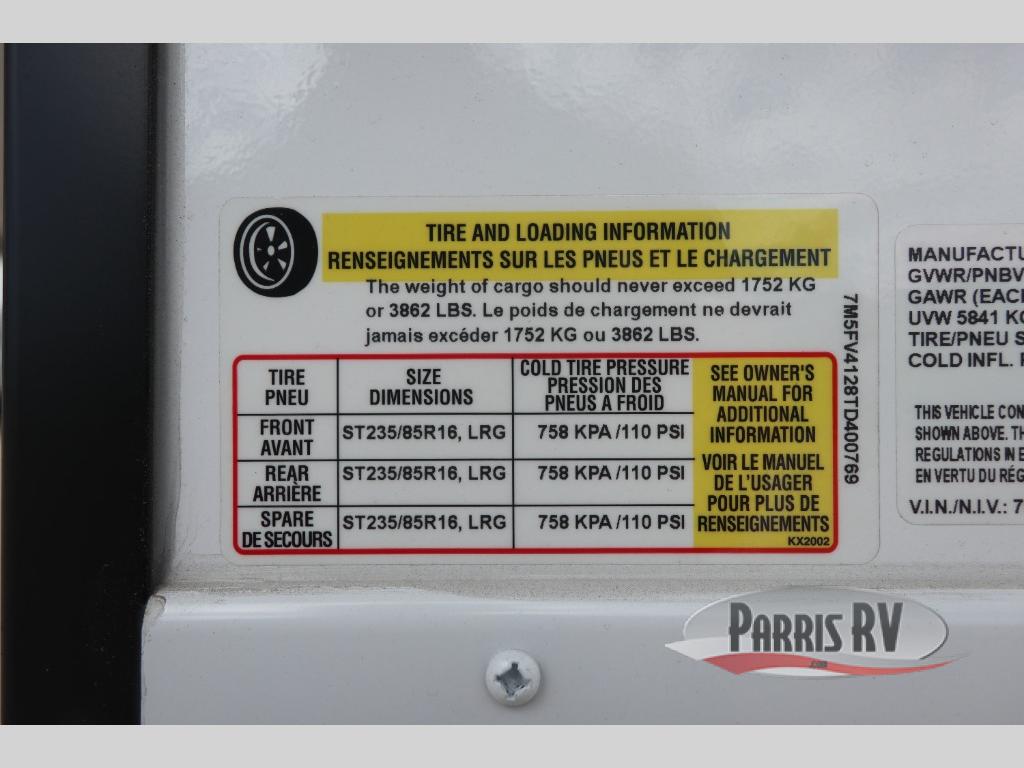 TIRE AND LOADING INFORMATION
RENSEIGNEMENTS SUR LES PNEUS ET LE CHARGEMENT
The weight of cargo should never exceed 1752 KG
or 3862 LBS. Le poids de chargement ne devrait
jamais excéder 1752 KG ou 3862 LBS.
TIRE
PNEU
SIZE
DIMENSIONS
COLD TIRE PRESSURE
PRESSION DES
PNEUS A FROID
FRONT
AVANT
ST235/85R16, LRG
758 KPA /110 PSI
REAR
ARRIÈRE
ST235/85R16, LRG
758 KPA /110 PSI
SPARE
DE SECOURS
ST235/85R16, LRG
758 KPA /110 PSI
SEE OWNER'S
MANUAL FOR
ADDITIONAL
INFORMATION
VOIR LE MANUEL
DE L'USAGER
POUR PLUS DE
RENSEIGNEMENTS
KX2002
7M5FV4128TD400769
MANUFACTU
GVWR/PNBV
GAWR (EACH
UVW 5841 KG
TIRE/PNEU S
COLD INFL.
THIS VEHICLE CON
SHOWN ABOVE. TH
REGULATIONS IN E
EN VERTU DU RÉG
V.I.N./N.I.V.: 7
PARRIS RV
.com